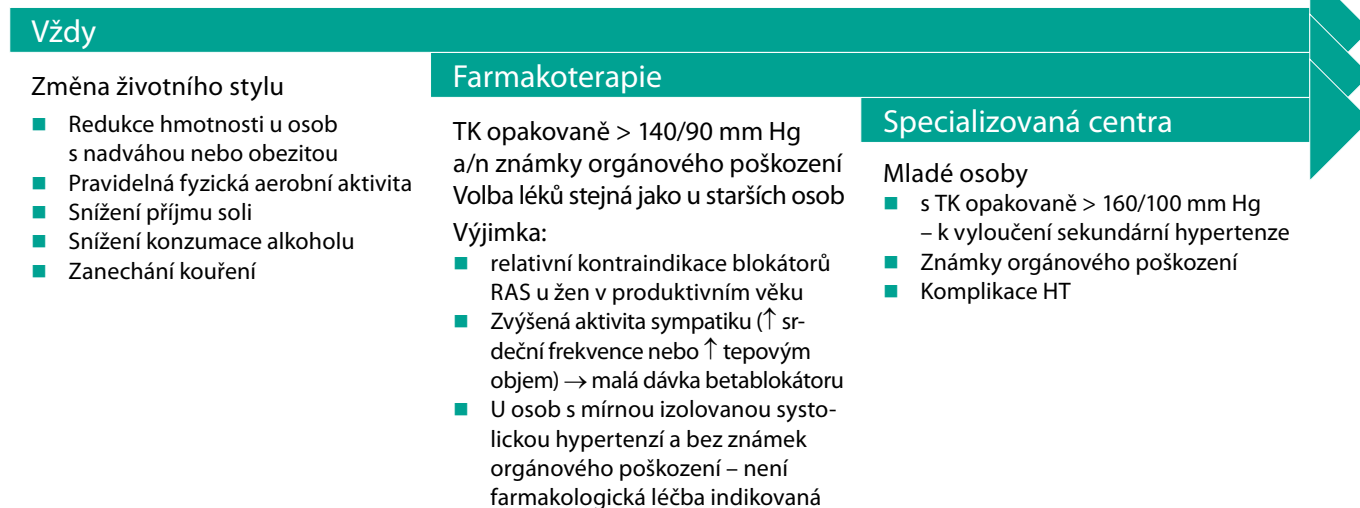 Vždy
Změna životního stylu
■ Redukce hmotnosti u osob
s nadváhou nebo obezitou
■ Pravidelná fyzická aerobní aktivita
■ Snížení příjmu soli
■ Snížení konzumace alkoholu
■ Zanechání kouření
Farmakoterapie
TK opakovaně > 140/90 mm Hg
a/n známky orgánového poškození
Volba léků stejná jako u starších osob
Výjimka:
■ relativní kontraindikace blokátorů
RAS u žen v produktivním věku
■ Zvýšená aktivita sympatiku (↑ sr-
deční frekvence nebo ↑ tepovým
objem) → malá dávka betablokátoru
■ U osob s mírnou izolovanou systo-
lickou hypertenzí a bez známek
orgánového poškození – není
farmakologická léčba indikovaná
Specializovaná centra
Mladé osoby
■ s TK opakovaně > 160/100 mm Hg
– k vyloučení sekundární hypertenze
■ Známky orgánového poškození
■ Komplikace HT